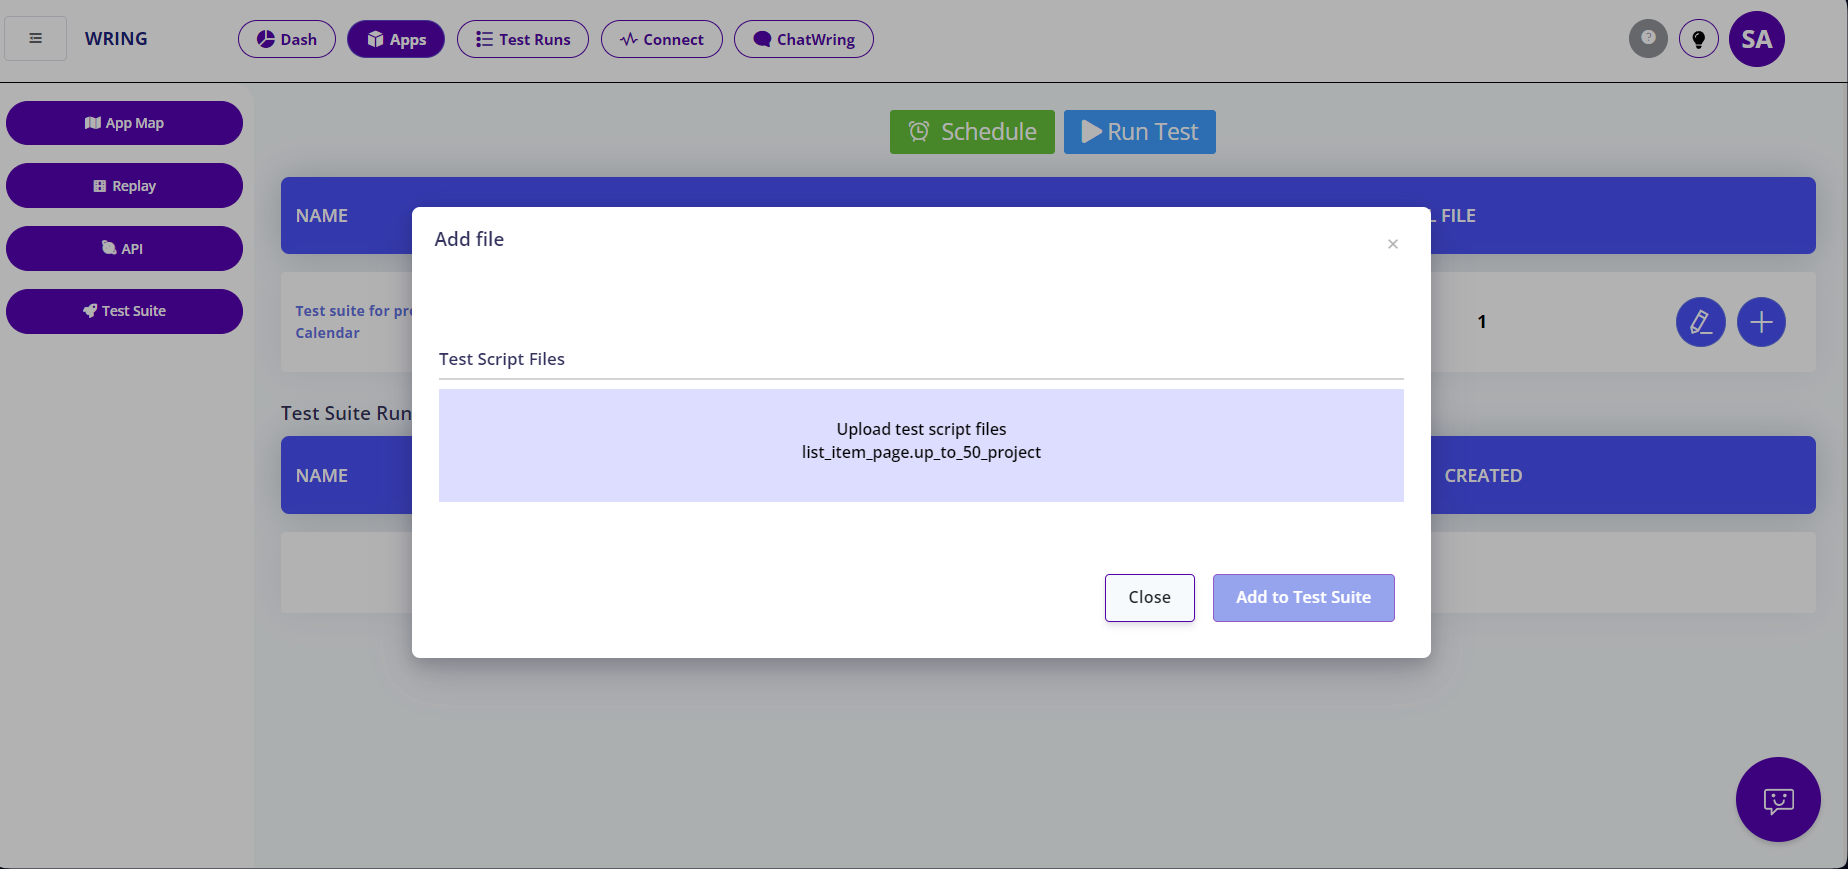 WRING
Dash
Apps
Test Runs
Connect
ChatWring
?
SA
App Map
Replay
API
Test Suite
Schedule
Run Test
NAME
FILE
Test suite for pr
Calendar
1
Add file
×
Test Script Files
Upload test script files
list_item_page.up_to_50_project
Close
Add to Test Suite
Test Suite Run
NAME
CREATED